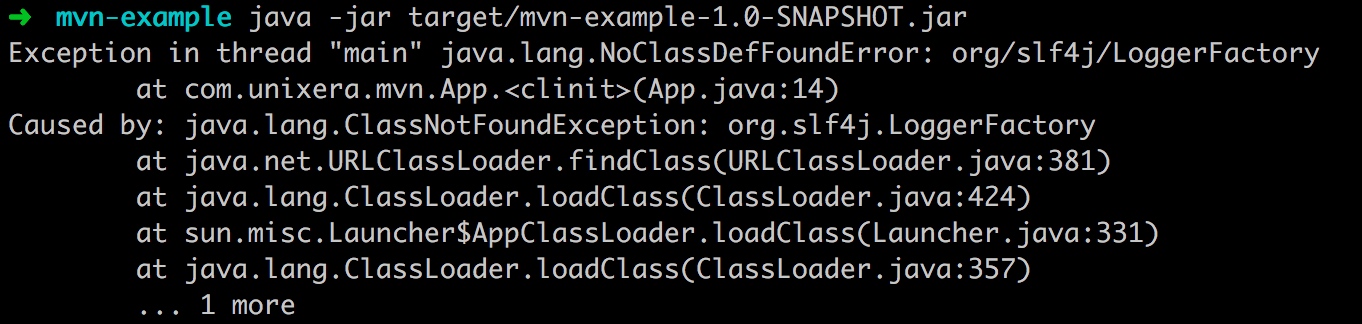 ➜ mvn-example java -jar target/mvn-example-1.0-SNAPSHOT.jar
Exception in thread "main" java.lang.NoClassDefFoundError: org/slf4j/LoggerFactory
        at com.unixera.mvn.App.<clinit>(App.java:14)
Caused by: java.lang.ClassNotFoundException: org.slf4j.LoggerFactory
        at java.net.URLClassLoader.findClass(URLClassLoader.java:381)
        at java.lang.ClassLoader.loadClass(ClassLoader.java:424)
        at sun.misc.Launcher$AppClassLoader.loadClass(Launcher.java:331)
        at java.lang.ClassLoader.loadClass(ClassLoader.java:357)
        ... 1 more